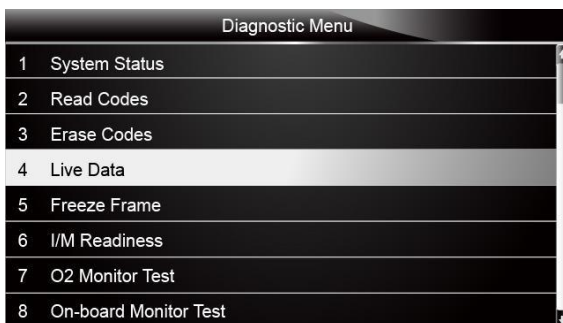 Diagnostic Menu
1 System Status
2 Read Codes
3 Erase Codes
4 Live Data
5 Freeze Frame
6 I/M Readiness
7 O2 Monitor Test
8 On-board Monitor Test